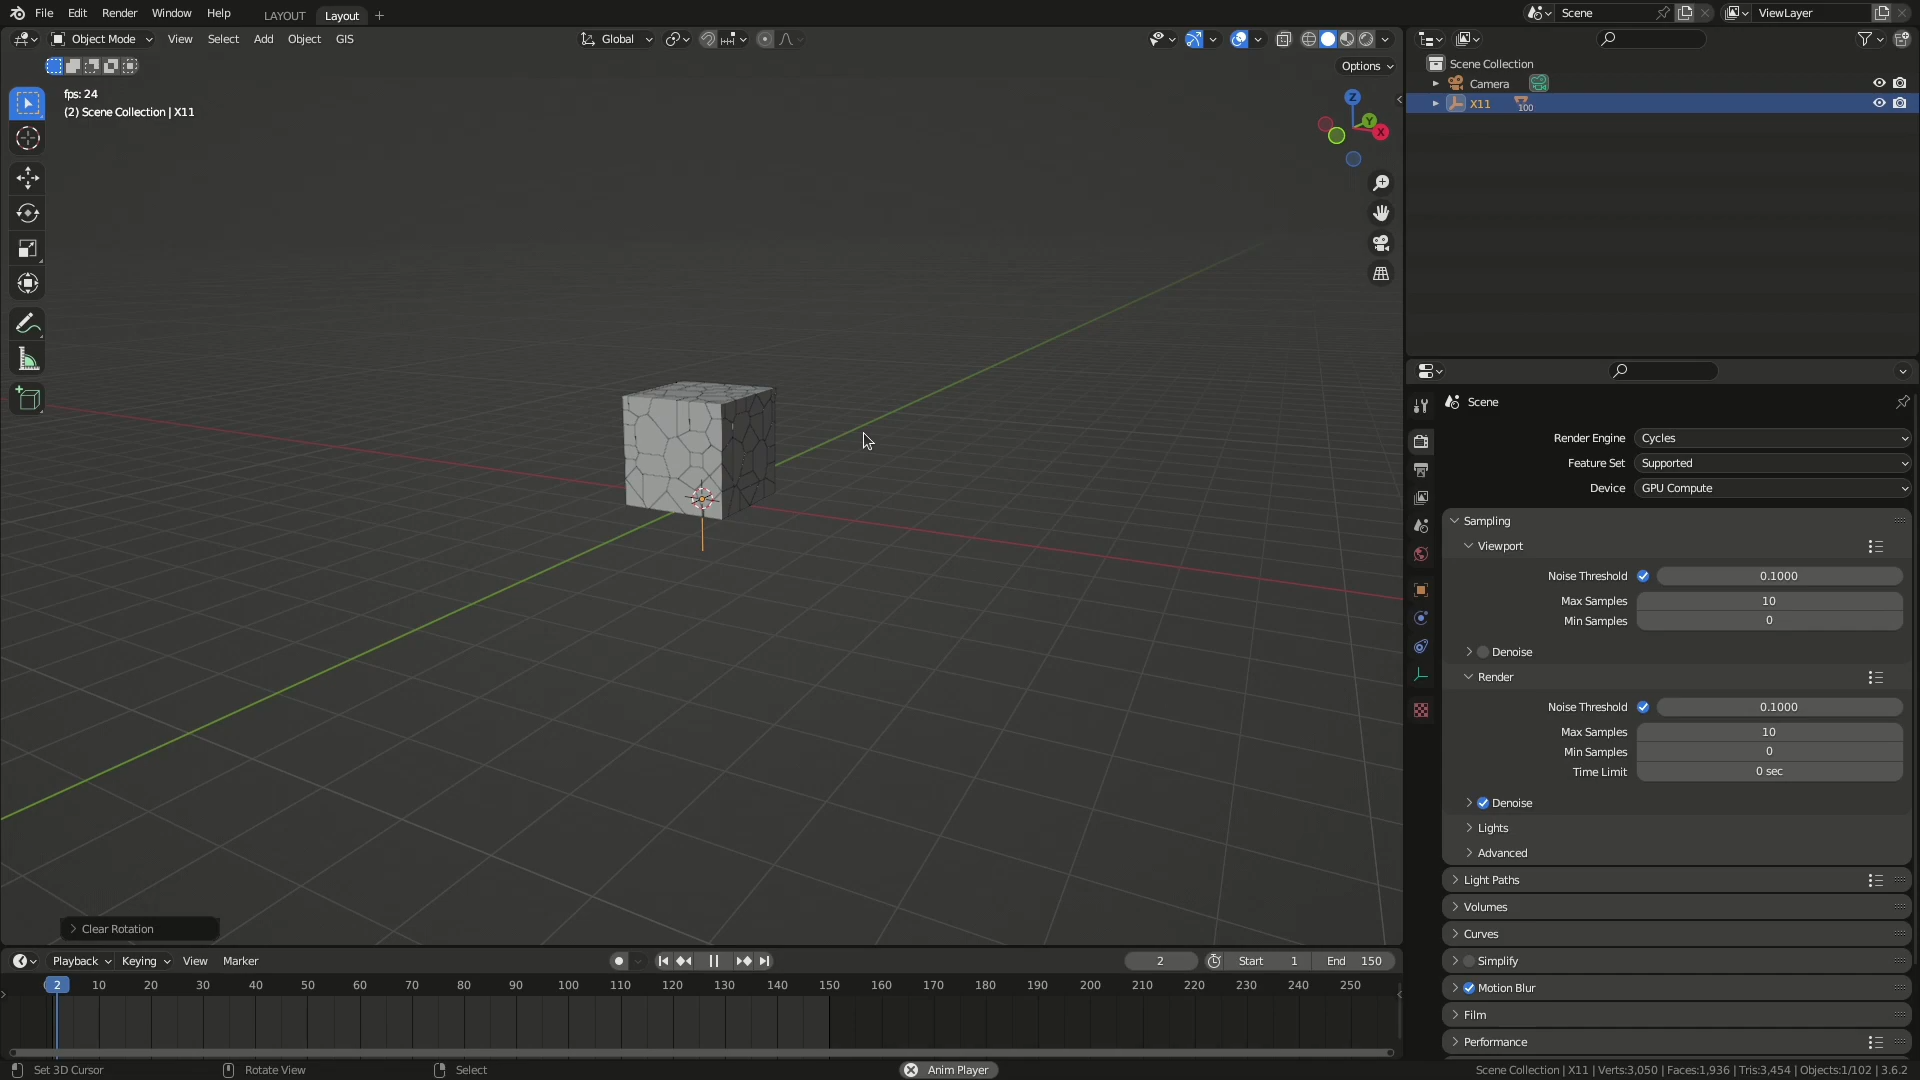 File Edit Render Window Help LAYOUT Layout Scene ViewLayer
Object Mode View Select Add Object GIS Global
Options
fps: 24
(2) Scene Collection | X11
Z
Y
X
Scene Collection
Camera
X11 100
Scene
Render Engine Cycles
Feature Set Supported
Device GPU Compute
Sampling
Viewport
Noise Threshold 0.1000
Max Samples 10
Min Samples 0
Denoise
Render
Noise Threshold 0.1000
Max Samples 10
Min Samples 0
Time Limit 0 sec
Denoise
Lights
Advanced
Light Paths
Volumes
Curves
Simplify
Motion Blur
Film
Performance
Clear Rotation
Playback Keying View Marker 2 Start 1 End 150
2 10 20 30 40 50 60 70 80 90 100 110 120 130 140 150 160 170 180 190 200 210 220 230 240 250
Set 3D Cursor Rotate View Select Anim Player Scene Collection | X11 | Verts:3,050 | Faces:1,936 | Tris:3,454 | Objects:1/102 | 3.6.2